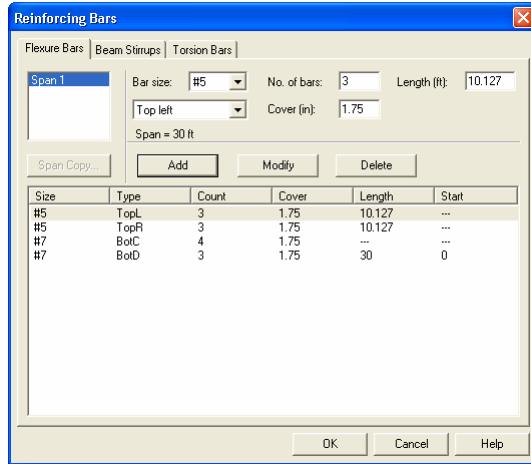 Reinforcing Bars
Flexure Bars Beam Stirrups Torsion Bars
Span 1 Bar size: #5 No. of bars: 3 Length (ft): 10.127
Top left Cover (in): 1.75
Span = 30 ft
Span Copy... Add Modify Delete
Size Type Count Cover Length Start
#5 TopL 3 1.75 10.127 ---
#5 TopR 3 1.75 10.127 ---
#7 BotC 4 1.75 --- ---
#7 BotD 3 1.75 30 0
OK Cancel Help